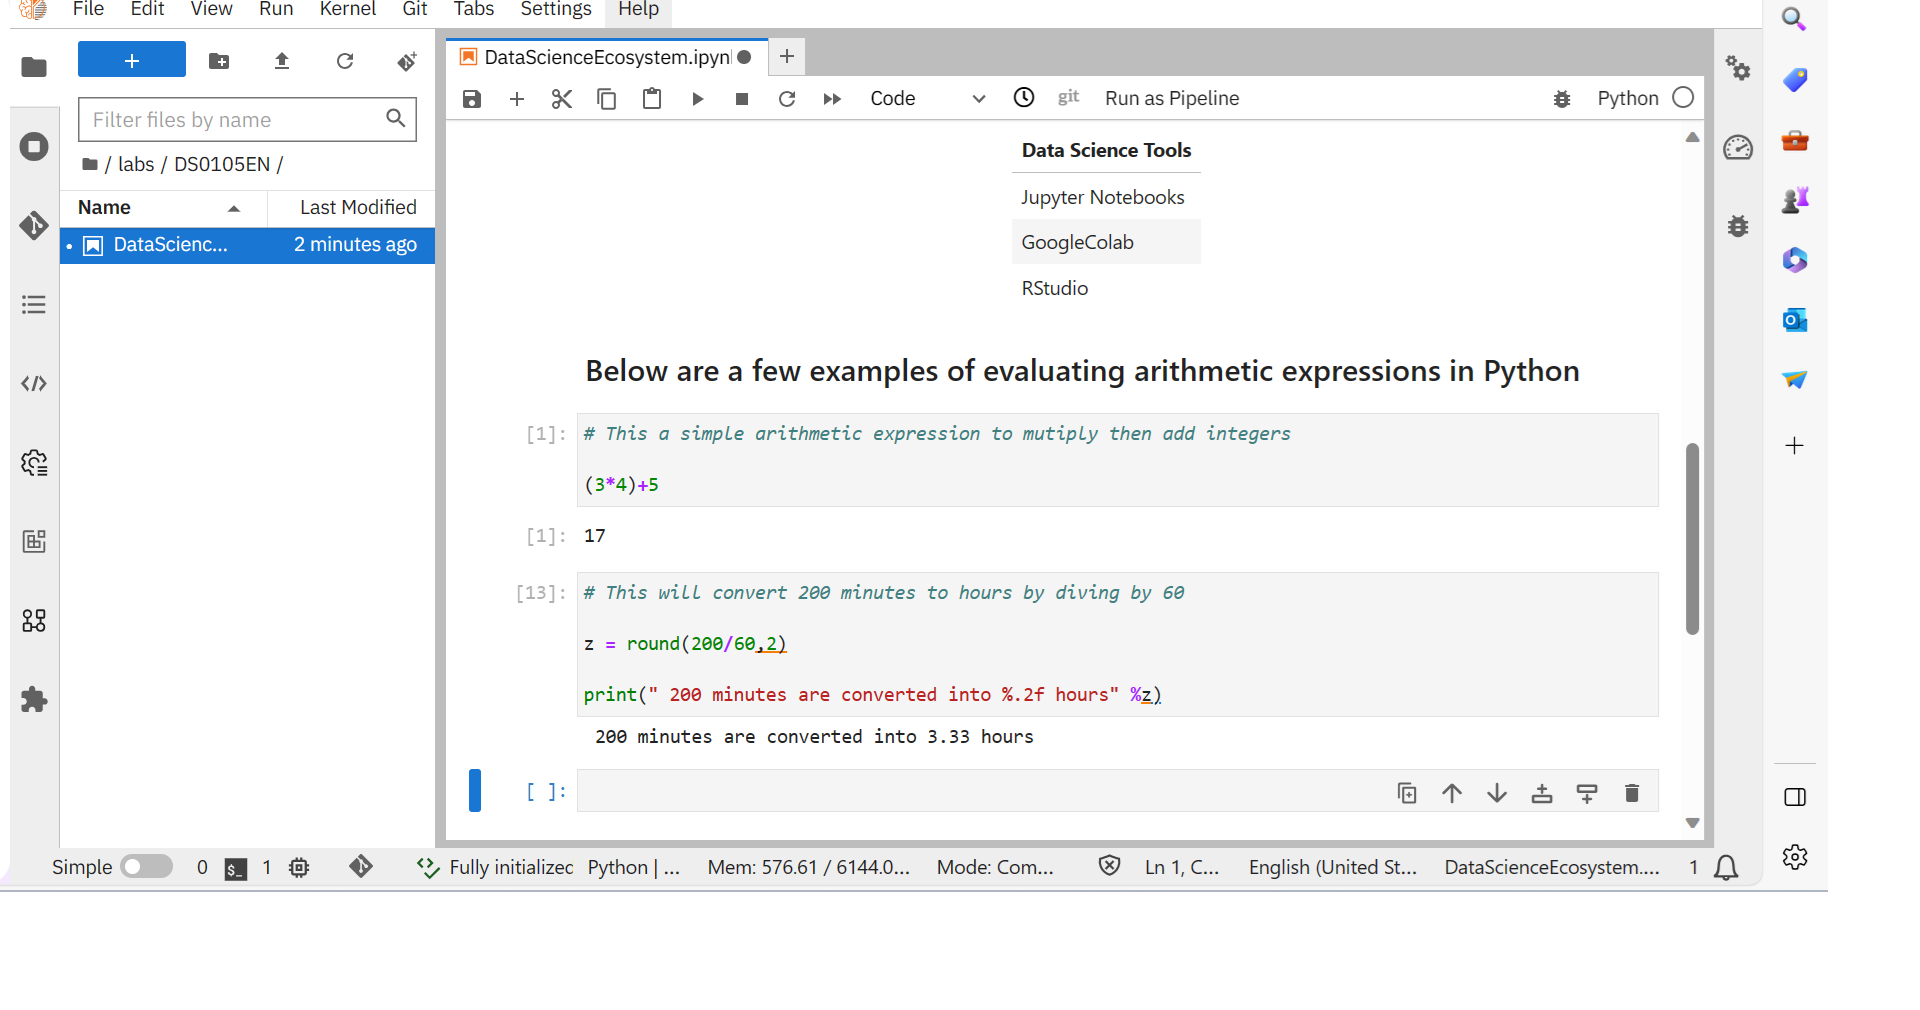 File Edit View Run Kernel Git Tabs Settings Help
+
DataScienceEcosystem.ipyn
+
Code
git
Run as Pipeline
Python
Filter files by name
/ labs / DS0105EN /
Name Last Modified
• DataScienc... 2 minutes ago
Data Science Tools
Jupyter Notebooks
GoogleColab
RStudio
Below are a few examples of evaluating arithmetic expressions in Python
[1]: # This a simple arithmetic expression to mutiply then add integers
(3*4)+5
[1]: 17
[13]: # This will convert 200 minutes to hours by diving by 60
z = round(200/60,2)
print(" 200 minutes are converted into %.2f hours" %z)
200 minutes are converted into 3.33 hours
[ ]:
Simple 0 $_ 1 Fully initialized Python | ... Mem: 576.61 / 6144.0... Mode: Com... Ln 1, C... English (United St... DataScienceEcosystem.... 1